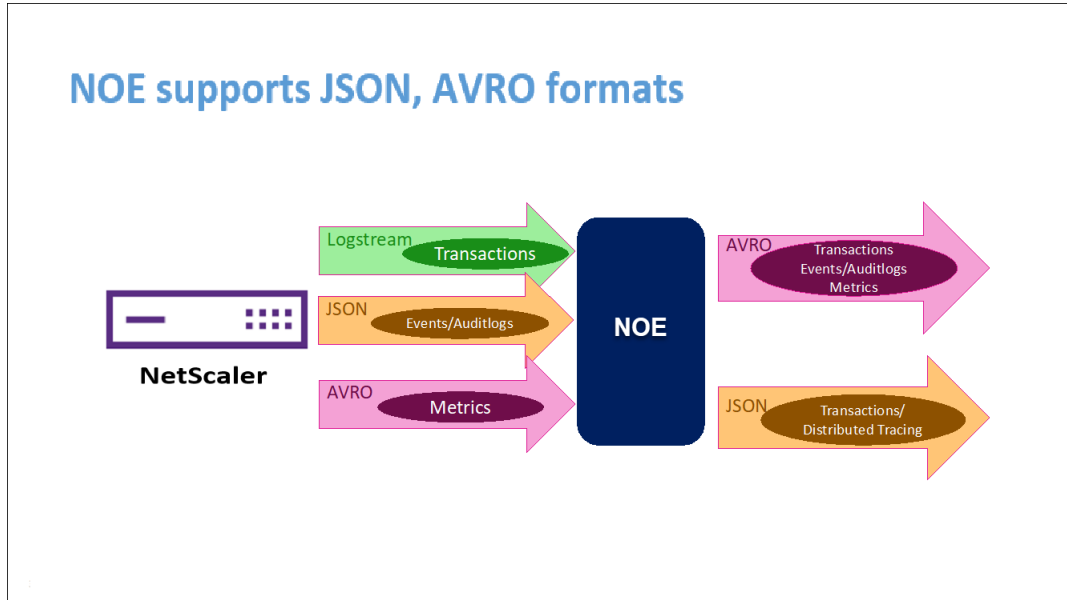 NOE supports JSON, AVRO formats
Logstream
Transactions
JSON
Events/Auditlogs
AVRO
Metrics
NetScaler
NOE
AVRO
Transactions
Events/Auditlogs
Metrics
JSON
Transactions/
Distributed Tracing